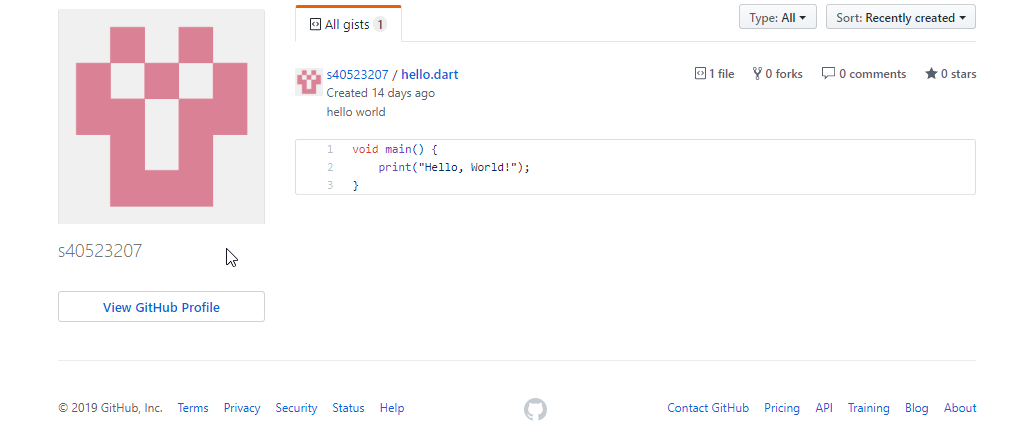 All gists 1
Type: All
Sort: Recently created
s40523207 / hello.dart
1 file
0 forks
0 comments
0 stars
Created 14 days ago
hello world
1 void main() {
2 print("Hello, World!");
3 }
s40523207
View GitHub Profile
© 2019 GitHub, Inc. Terms Privacy Security Status Help
Contact GitHub Pricing API Training Blog About